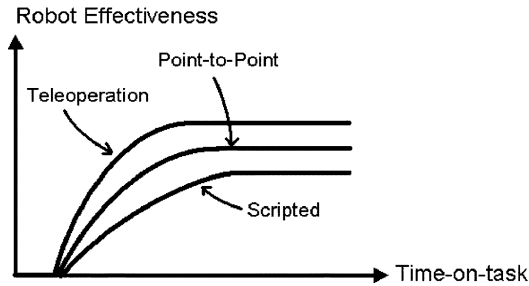 Robot Effectiveness
Point-to-Point
Teleoperation
Scripted
Time-on-task